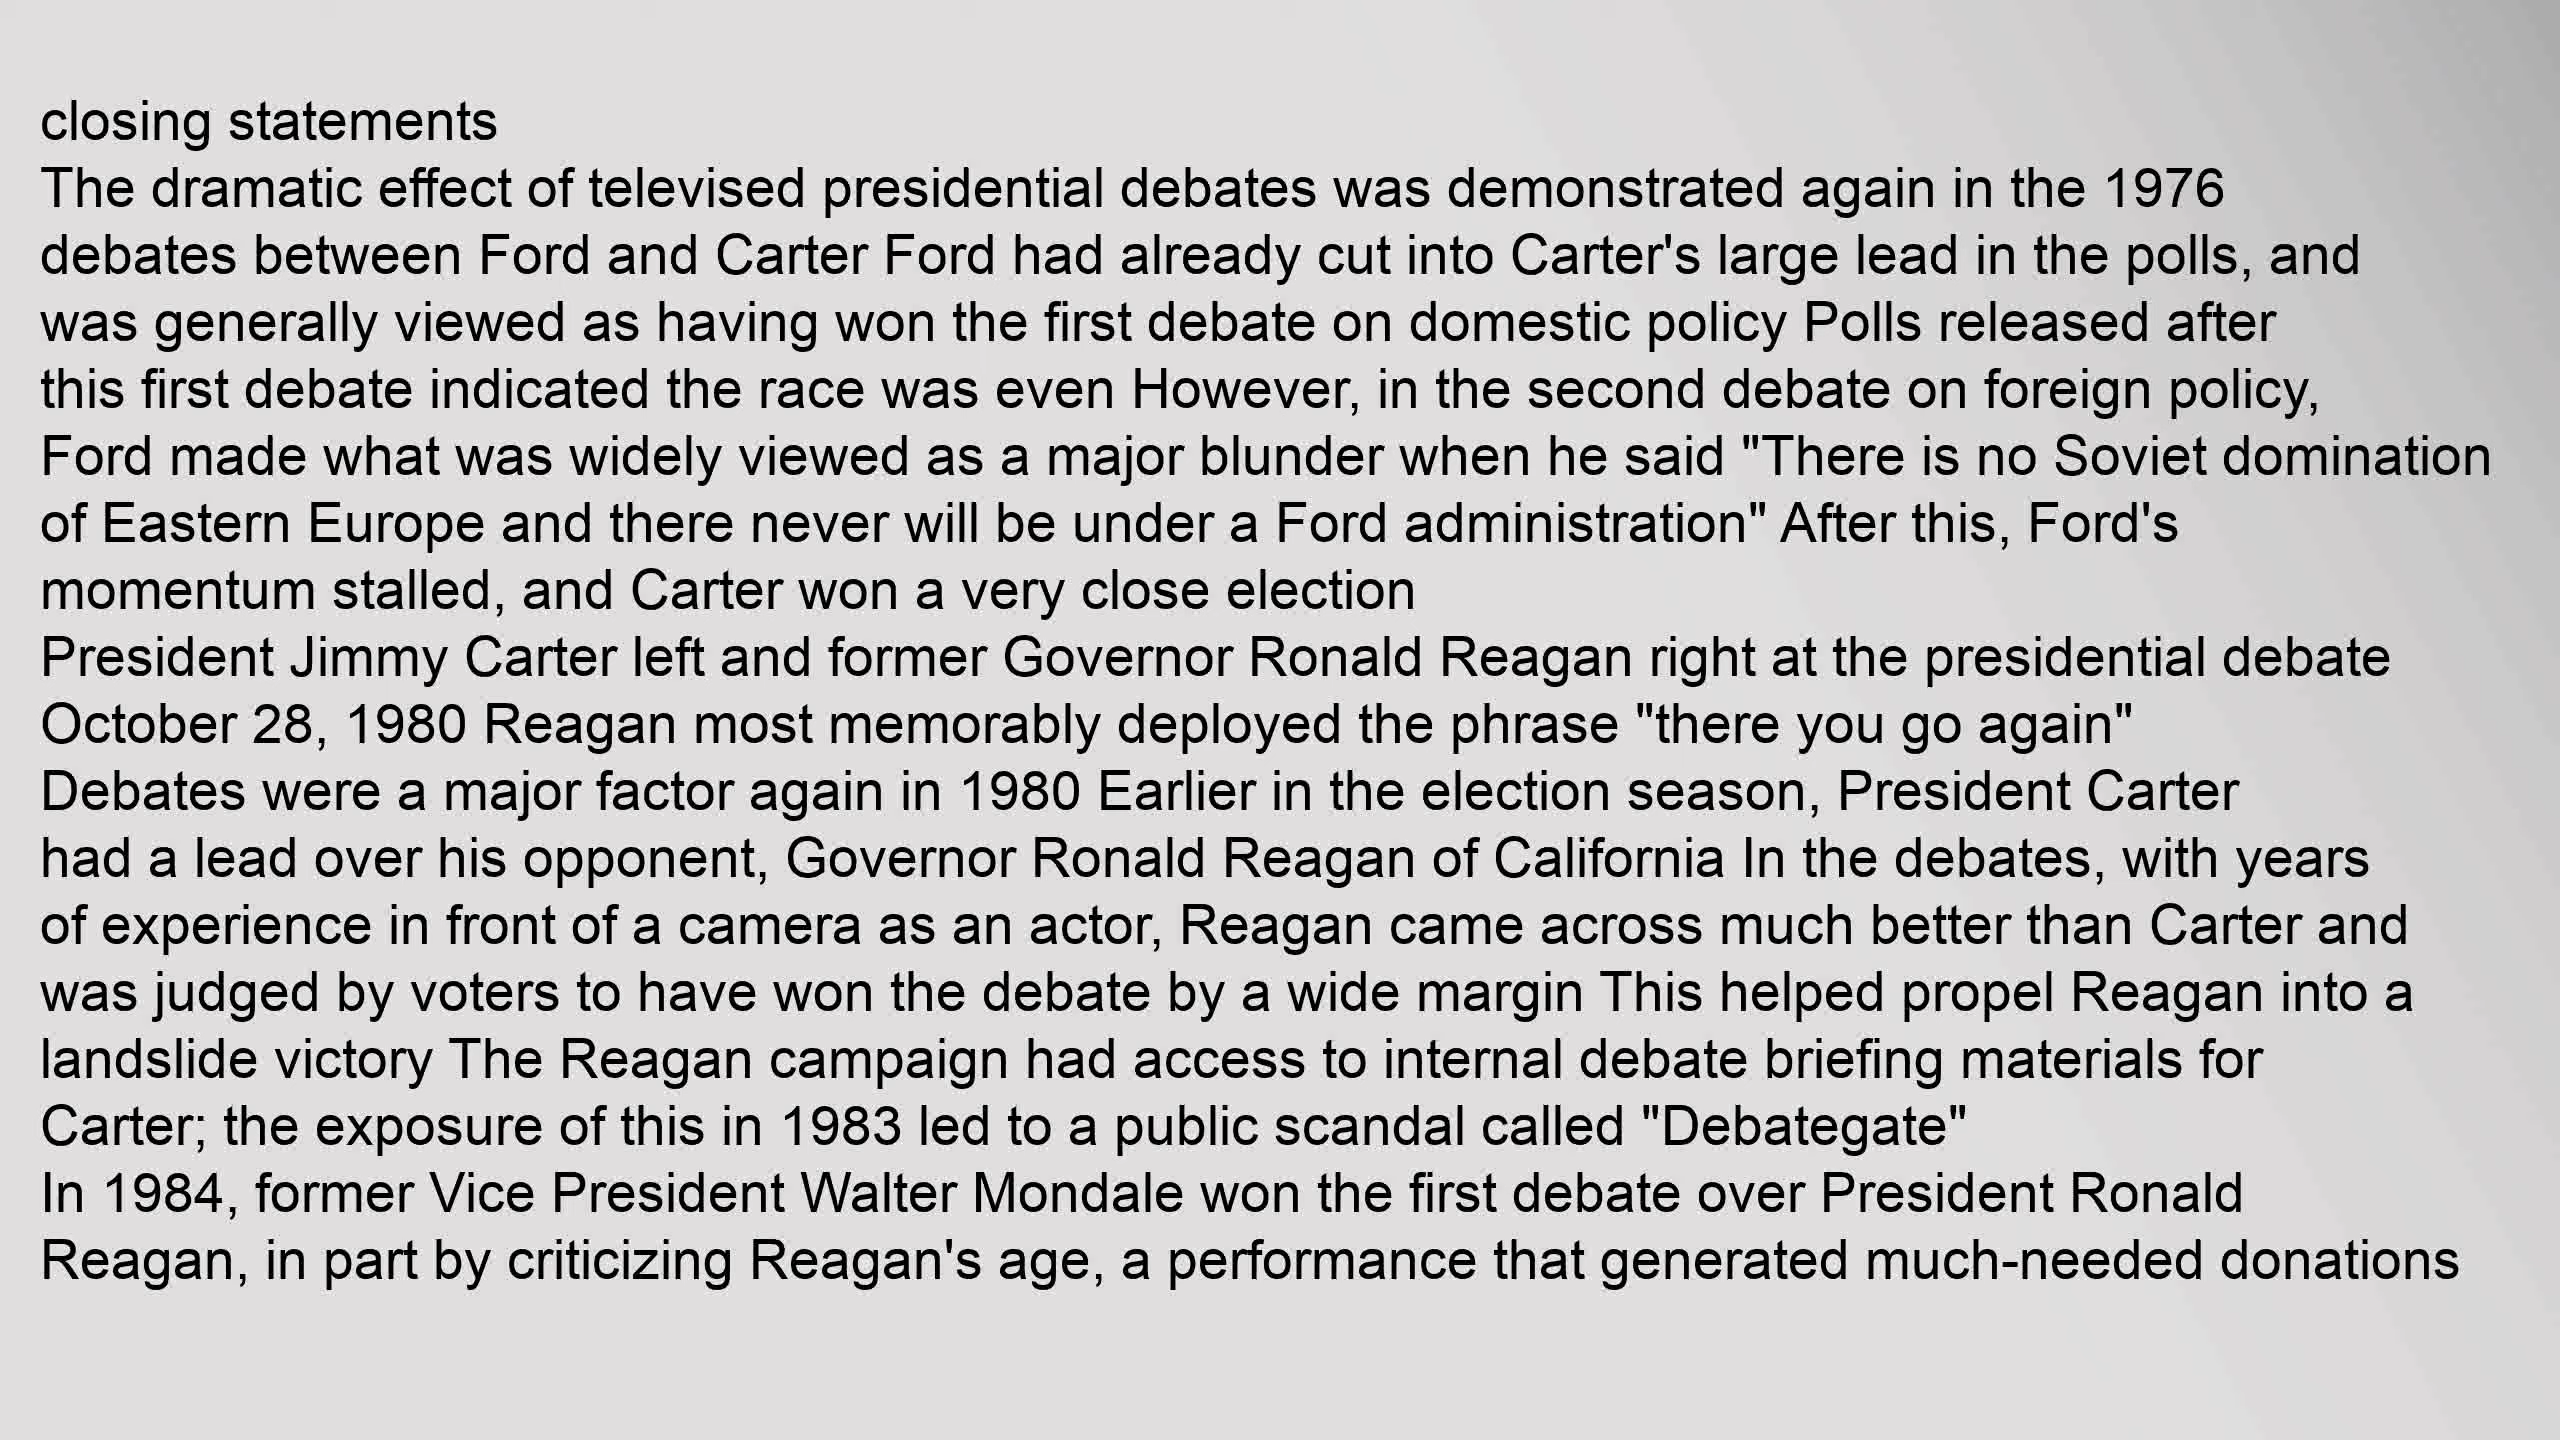 closing statements
The dramatic effect of televised presidential debates was demonstrated again in the 1976
debates between Ford and Carter Ford had already cut into Carter's large lead in the polls, and
was generally viewed as having won the first debate on domestic policy Polls released after
this first debate indicated the race was even However, in the second debate on foreign policy,
Ford made what was widely viewed as a major blunder when he said "There is no Soviet domination
of Eastern Europe and there never will be under a Ford administration" After this, Ford's
momentum stalled, and Carter won a very close election
President Jimmy Carter left and former Governor Ronald Reagan right at the presidential debate
October 28, 1980 Reagan most memorably deployed the phrase "there you go again"
Debates were a major factor again in 1980 Earlier in the election season, President Carter
had a lead over his opponent, Governor Ronald Reagan of California In the debates, with years
of experience in front of a camera as an actor, Reagan came across much better than Carter and
was judged by voters to have won the debate by a wide margin This helped propel Reagan into a
landslide victory The Reagan campaign had access to internal debate briefing materials for
Carter; the exposure of this in 1983 led to a public scandal called "Debategate"
In 1984, former Vice President Walter Mondale won the first debate over President Ronald
Reagan, in part by criticizing Reagan's age, a performance that generated much-needed donations